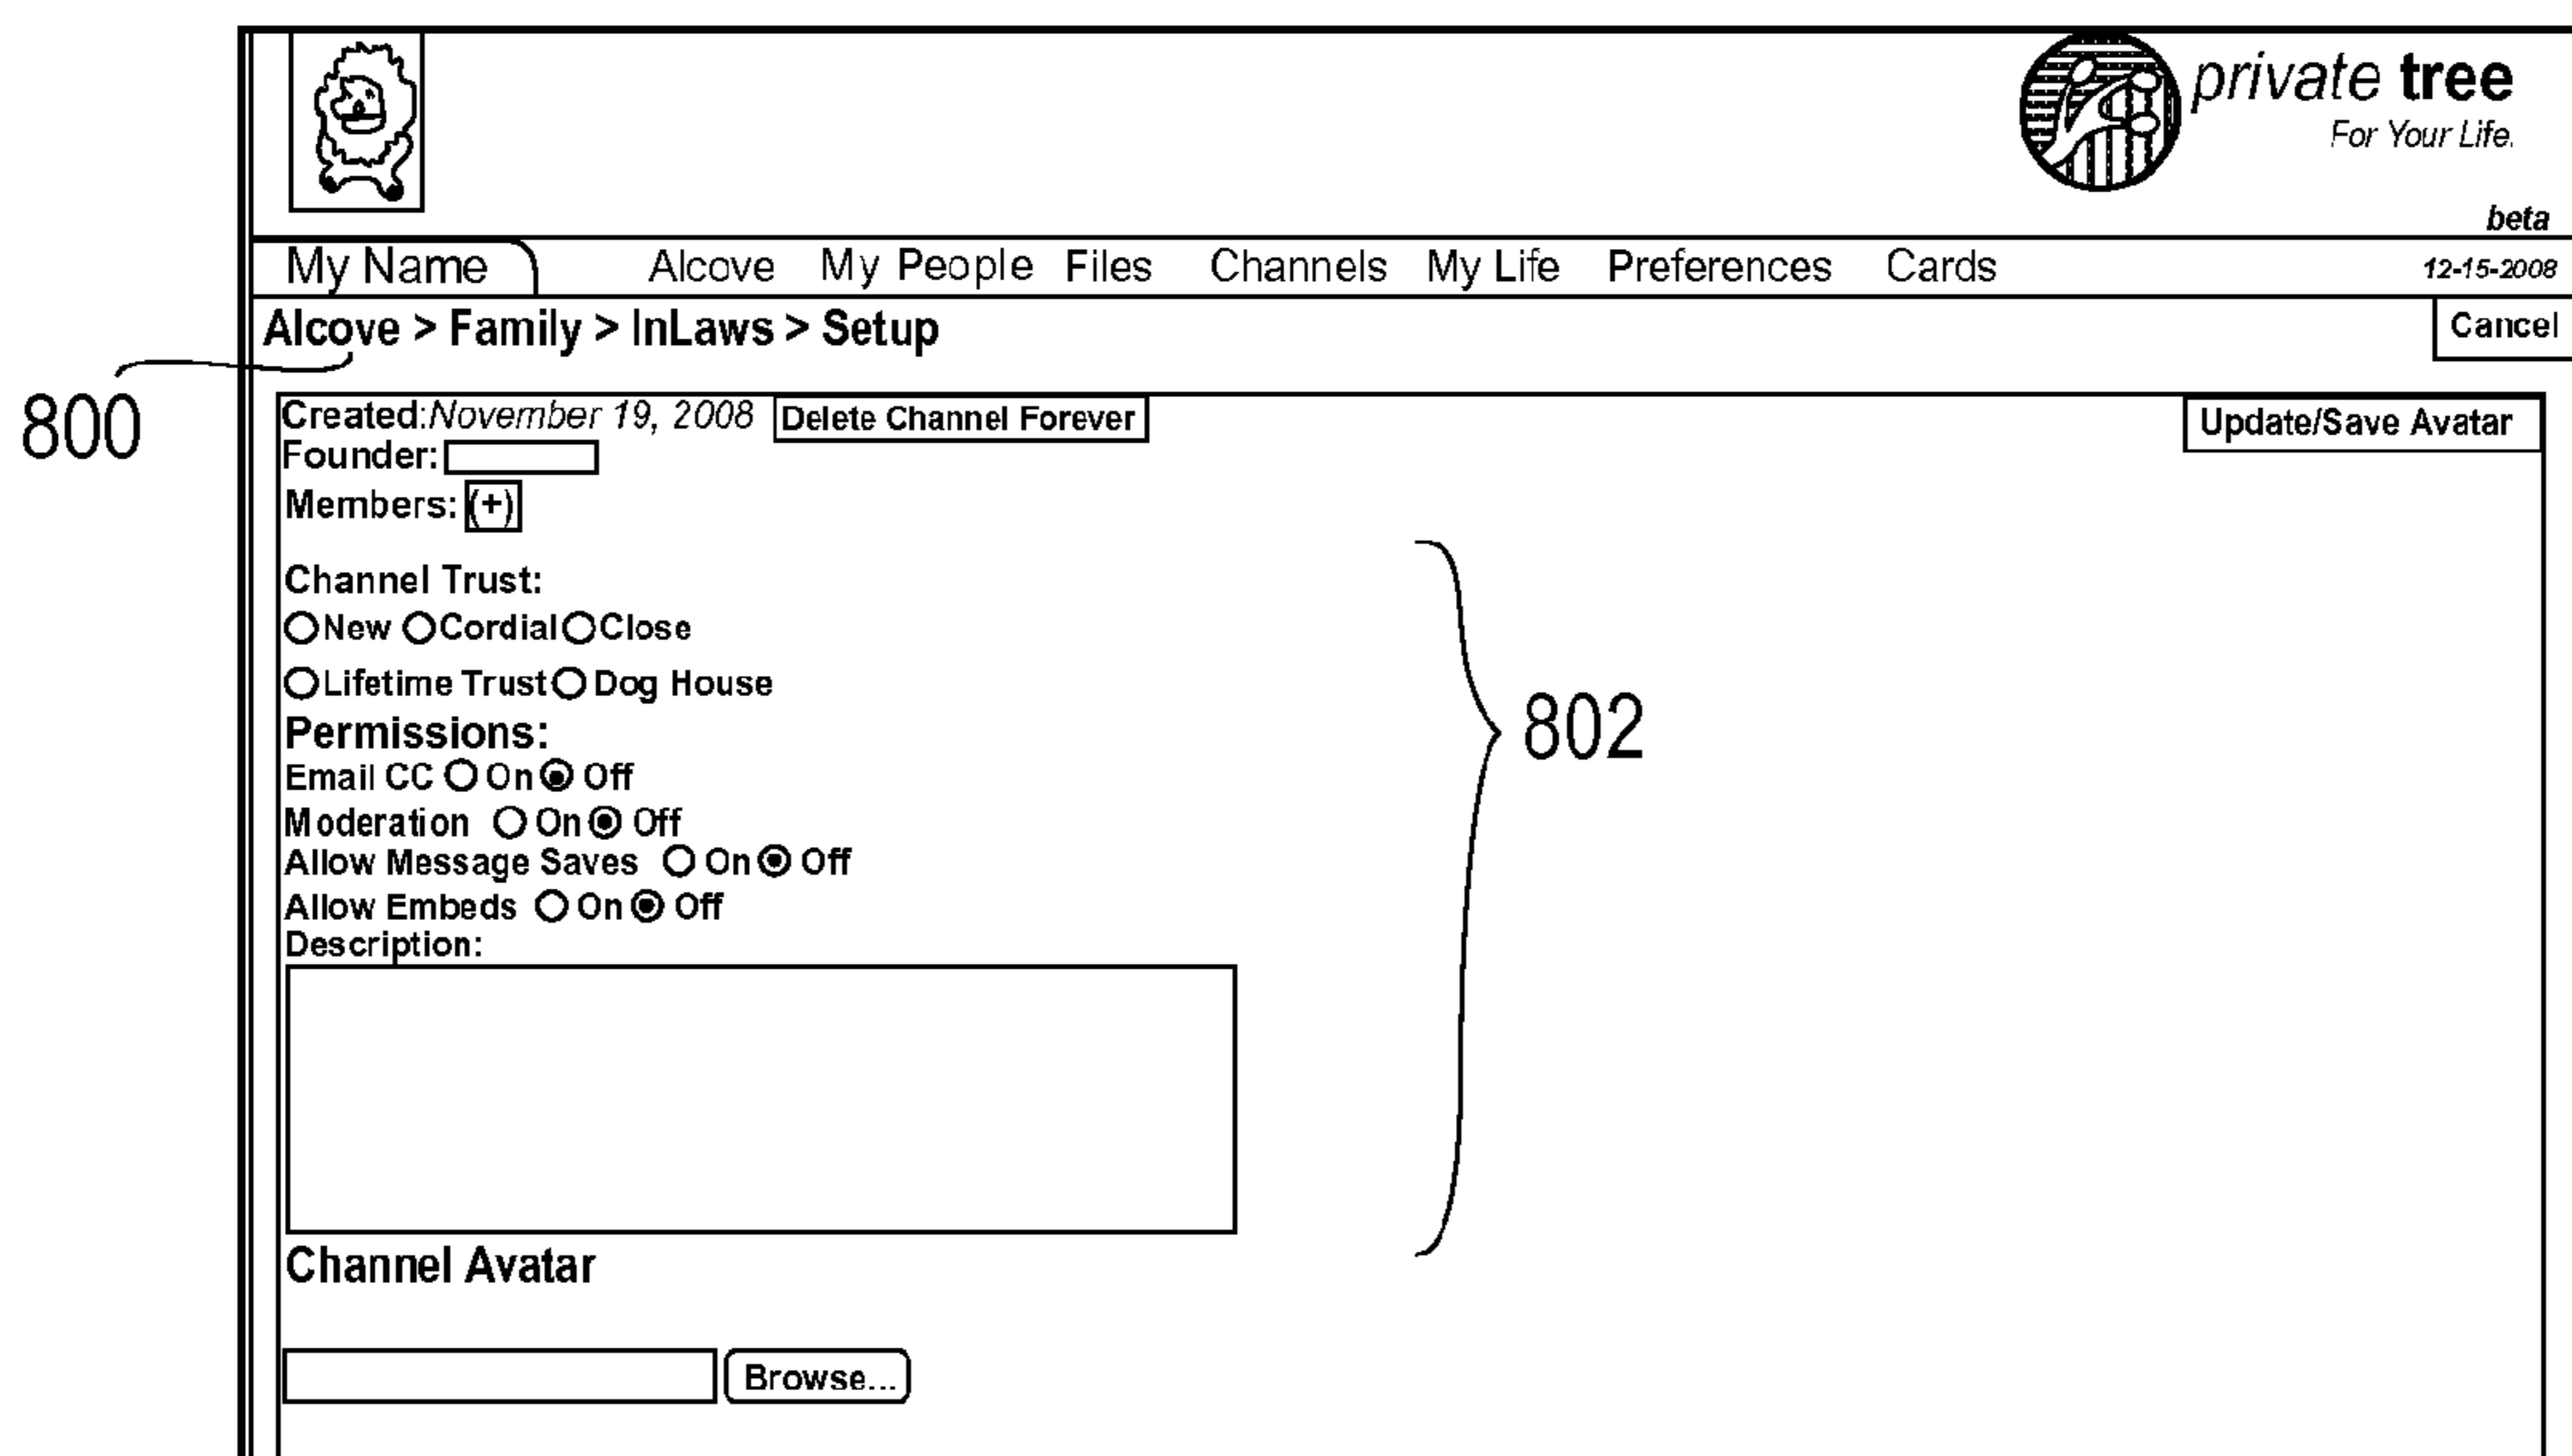 private tree
For Your Life.
beta
My Name Alcove My People Files Channels My Life Preferences Cards 12-15-2008
Alcove > Family > InLaws > Setup Cancel
800
Created:November 19, 2008 Delete Channel Forever Update/Save Avatar
Founder:
Members: (+)
Channel Trust:
New Cordial Close
Lifetime Trust Dog House
802
Permissions:
Email CC On Off
Moderation On Off
Allow Message Saves On Off
Allow Embeds On Off
Description:
Channel Avatar
Browse...